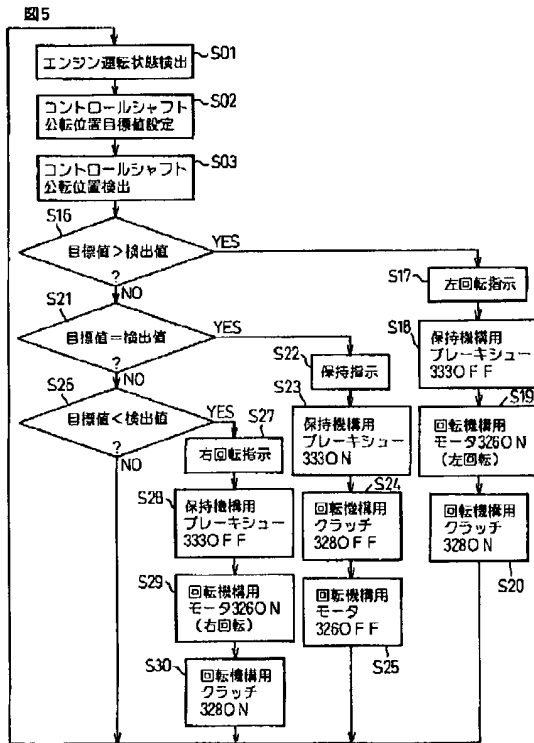 図5
エンジン運転状態検出
S01
コントロールシャフト
公転位置目標値設定
S02
コントロールシャフト
公転位置検出
S03
S16
目標値>検出値
?
YES
NO
S17
左回転指示
S18
保持機構用
ブレーキシュー
333OFF
S19
回転機構用
モータ326ON
(左回転)
回転機構用
クラッチ
328ON
S20
S21
目標値=検出値
?
YES
NO
S22
保持指示
S23
保持機構用
ブレーキシュー
333ON
S24
回転機構用
クラッチ
328OFF
回転機構用
モータ
326OFF
S25
S26
目標値<検出値
?
YES
NO
S27
右回転指示
S28
保持機構用
ブレーキシュー
333OFF
S29
回転機構用
モータ326ON
(右回転)
S30
回転機構用
クラッチ
328ON